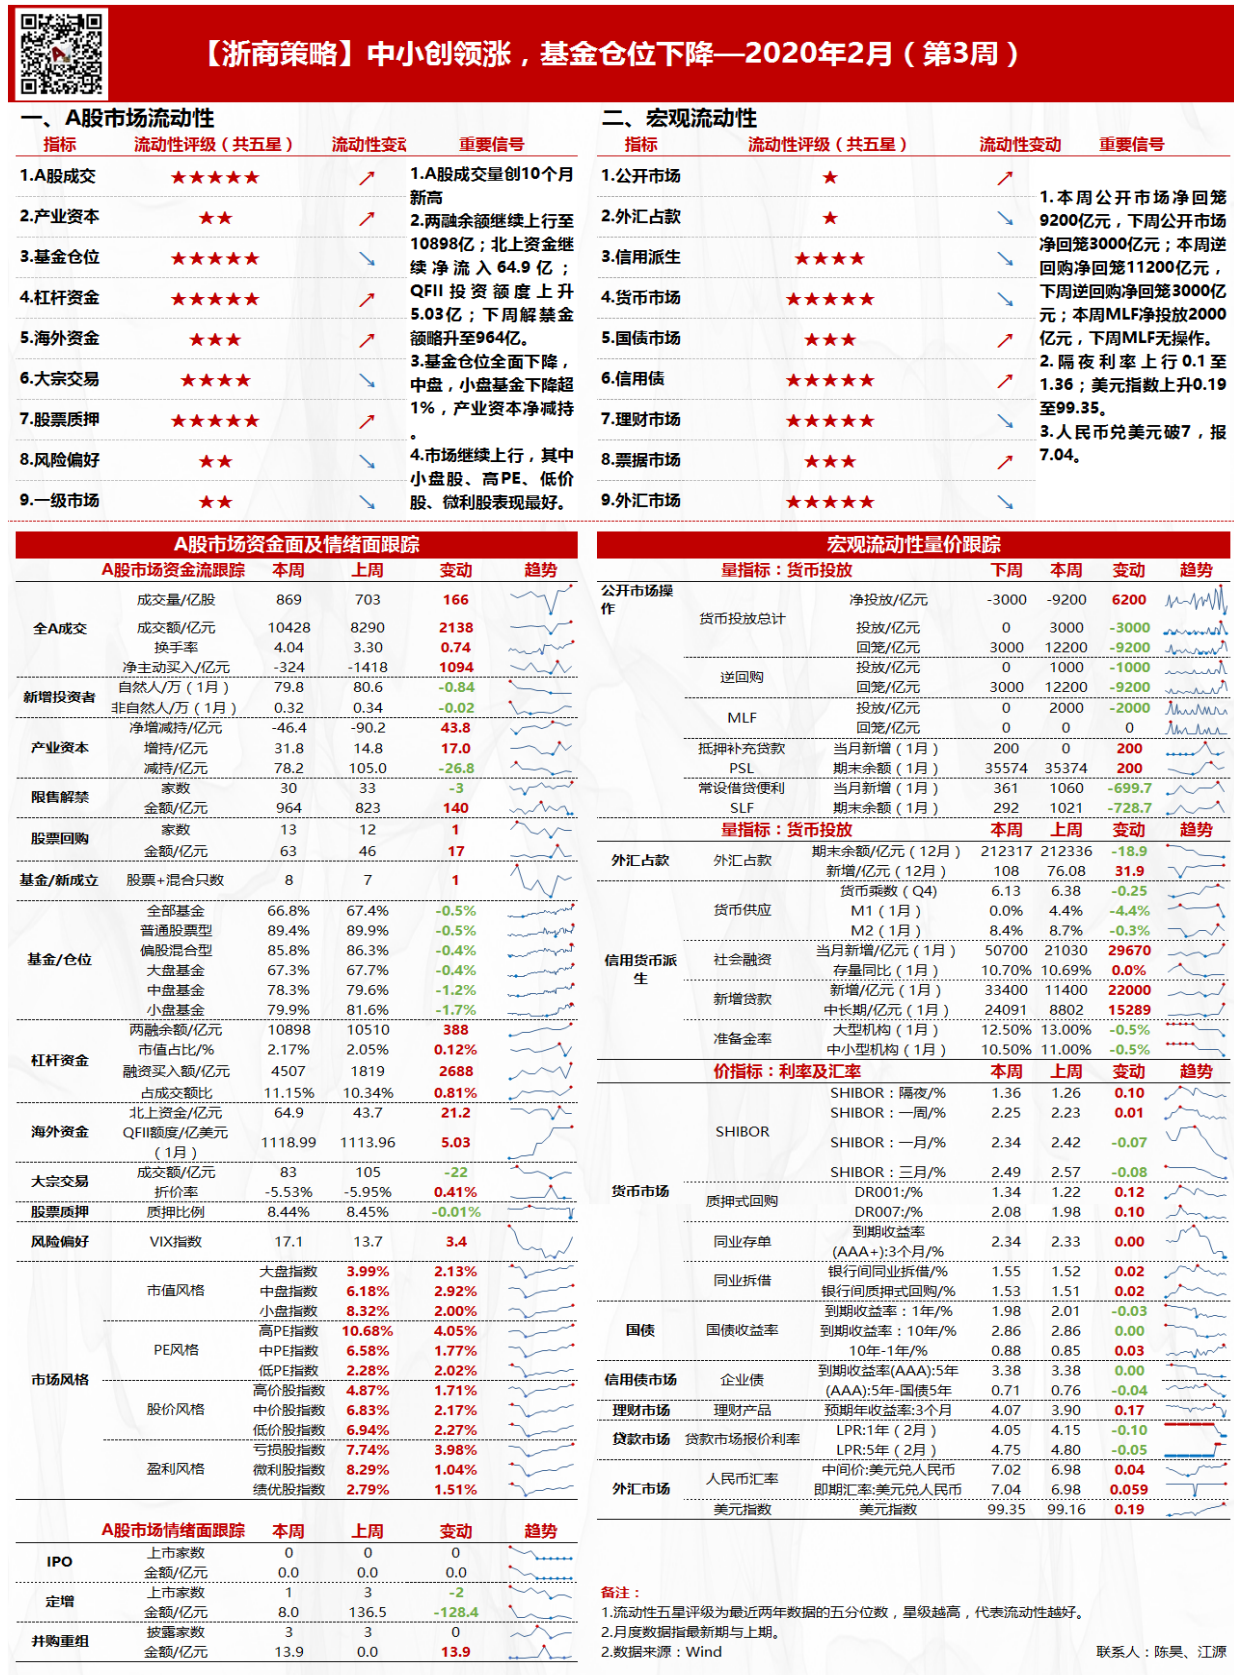 【浙商策略】中小创领涨，基金仓位下降—2020年2月（第3周）
一、A股市场流动性
指标 流动性评级（共五星） 流动性变动 重要信号
1.A股成交 ★★★★★ ↗
2.产业资本 ★★ ↗
3.基金仓位 ★★★★★ ↘
4.杠杆资金 ★★★★★ ↗
5.海外资金 ★★★ ↗
6.大宗交易 ★★★★ ↘
7.股票质押 ★★★★★ ↗
8.风险偏好 ★★ ↘
9.一级市场 ★★ ↘
1.A股成交量创10个月
新高
2.两融余额继续上行至
10898亿；北上资金继
续净流入64.9亿；
QFII投资额度上升
5.03亿；下周解禁金
额略升至964亿。
3.基金仓位全面下降，
中盘，小盘基金下降超
1%，产业资本净减持
。
4.市场继续上行，其中
小盘股、高PE、低价
股、微利股表现最好。
二、宏观流动性
指标 流动性评级（共五星） 流动性变动 重要信号
1.公开市场 ★ ↗
2.外汇占款 ★ ↘
3.信用派生 ★★★★ ↘
4.货币市场 ★★★★★ ↘
5.国债市场 ★★★ ↗
6.信用债 ★★★★★ ↗
7.理财市场 ★★★★★ ↘
8.票据市场 ★★★ ↗
9.外汇市场 ★★★★★ ↘
1.本周公开市场净回笼
9200亿元，下周公开市场
净回笼3000亿元；本周逆
回购净回笼11200亿元，
下周逆回购净回笼3000亿
元；本周MLF净投放2000
亿元，下周MLF无操作。
2.隔夜利率上行0.1至
1.36；美元指数上升0.19
至99.35。
3.人民币兑美元破7，报
7.04。
A股市场资金面及情绪面跟踪
A股市场资金流跟踪 本周 上周 变动 趋势
全A成交
成交量/亿股 869 703 166
成交额/亿元 10428 8290 2138
换手率 4.04 3.30 0.74
净主动买入/亿元 -324 -1418 1094
新增投资者
自然人/万（1月） 79.8 80.6 -0.84
非自然人/万（1月） 0.32 0.34 -0.02
产业资本
净增减持/亿元 -46.4 -90.2 43.8
增持/亿元 31.8 14.8 17.0
减持/亿元 78.2 105.0 -26.8
限售解禁
家数 30 33 -3
金额/亿元 964 823 140
股票回购
家数 13 12 1
金额/亿元 63 46 17
基金/新成立 股票+混合只数 8 7 1
基金/仓位
全部基金 66.8% 67.4% -0.5%
普通股票型 89.4% 89.9% -0.5%
偏股混合型 85.8% 86.3% -0.4%
大盘基金 67.3% 67.7% -0.4%
中盘基金 78.3% 79.6% -1.2%
小盘基金 79.9% 81.6% -1.7%
杠杆资金
两融余额/亿元 10898 10510 388
市值占比/% 2.17% 2.05% 0.12%
融资买入额/亿元 4507 1819 2688
占成交额比 11.15% 10.34% 0.81%
海外资金
北上资金/亿元 64.9 43.7 21.2
QFII额度/亿美元
（1月） 1118.99 1113.96 5.03
大宗交易
成交额/亿元 83 105 -22
折价率 -5.53% -5.95% 0.41%
股票质押 质押比例 8.44% 8.45% -0.01%
风险偏好 VIX指数 17.1 13.7 3.4
市场风格
市值风格
大盘指数 3.99% 2.13%
中盘指数 6.18% 2.92%
小盘指数 8.32% 2.00%
PE风格
高PE指数 10.68% 4.05%
中PE指数 6.58% 1.77%
低PE指数 2.28% 2.02%
股价风格
高价股指数 4.87% 1.71%
中价股指数 6.83% 2.17%
低价股指数 6.94% 2.27%
盈利风格
亏损股指数 7.74% 3.98%
微利股指数 8.29% 1.04%
绩优股指数 2.79% 1.51%
A股市场情绪面跟踪 本周 上周 变动 趋势
IPO
上市家数 0 0 0
金额/亿元 0.0 0.0 0.0
定增
上市家数 1 3 -2
金额/亿元 8.0 136.5 -128.4
并购重组
披露家数 3 3 0
金额/亿元 13.9 0.0 13.9
宏观流动性量价跟踪
量指标：货币投放 下周 本周 变动 趋势
公开市场操
作
货币投放总计
净投放/亿元 -3000 -9200 6200
投放/亿元 0 3000 -3000
回笼/亿元 3000 12200 -9200
逆回购
投放/亿元 0 1000 -1000
回笼/亿元 3000 12200 -9200
MLF
投放/亿元 0 2000 -2000
回笼/亿元 0 0 0
抵押补充贷款 当月新增（1月） 200 0 200
PSL 期末余额（1月） 35574 35374 200
常设借贷便利 当月新增（1月） 361 1060 -699.7
SLF 期末余额（1月） 292 1021 -728.7
量指标：货币投放 本周 上周 变动 趋势
外汇占款 外汇占款
期末余额/亿元（12月） 212317 212336 -18.9
新增/亿元（12月） 108 76.08 31.9
信用货币派
生
货币供应
货币乘数（Q4） 6.13 6.38 -0.25
M1（1月） 0.0% 4.4% -4.4%
M2（1月） 8.4% 8.7% -0.3%
社会融资
当月新增/亿元（1月） 50700 21030 29670
存量同比（1月） 10.70% 10.69% 0.0%
新增贷款
新增/亿元（1月） 33400 11400 22000
中长期/亿元（1月） 24091 8802 15289
准备金率
大型机构（1月） 12.50% 13.00% -0.5%
中小型机构（1月） 10.50% 11.00% -0.5%
价指标：利率及汇率 本周 上周 变动 趋势
货币市场
SHIBOR
SHIBOR：隔夜/% 1.36 1.26 0.10
SHIBOR：一周/% 2.25 2.23 0.01
SHIBOR：一月/% 2.34 2.42 -0.07
SHIBOR：三月/% 2.49 2.57 -0.08
质押式回购
DR001:/% 1.34 1.22 0.12
DR007:/% 2.08 1.98 0.10
同业存单
到期收益率
(AAA+):3个月/% 2.34 2.33 0.00
同业拆借
银行间同业拆借/% 1.55 1.52 0.02
银行间质押式回购/% 1.53 1.51 0.02
国债 国债收益率
到期收益率：1年/% 1.98 2.01 -0.03
到期收益率：10年/% 2.86 2.86 0.00
10年-1年/% 0.88 0.85 0.03
信用债市场 企业债
到期收益率(AAA):5年 3.38 3.38 0.00
(AAA):5年-国债5年 0.71 0.76 -0.04
理财市场 理财产品 预期年收益率:3个月 4.07 3.90 0.17
贷款市场 贷款市场报价利率
LPR:1年（2月） 4.05 4.15 -0.10
LPR:5年（2月） 4.75 4.80 -0.05
外汇市场
人民币汇率
中间价:美元兑人民币 7.02 6.98 0.04
即期汇率:美元兑人民币 7.04 6.98 0.059
美元指数 美元指数 99.35 99.16 0.19
备注：
1.流动性五星评级为最近两年数据的五分位数，星级越高，代表流动性越好。
2.月度数据指最新期与上期。
2.数据来源：Wind 联系人：陈昊、江源